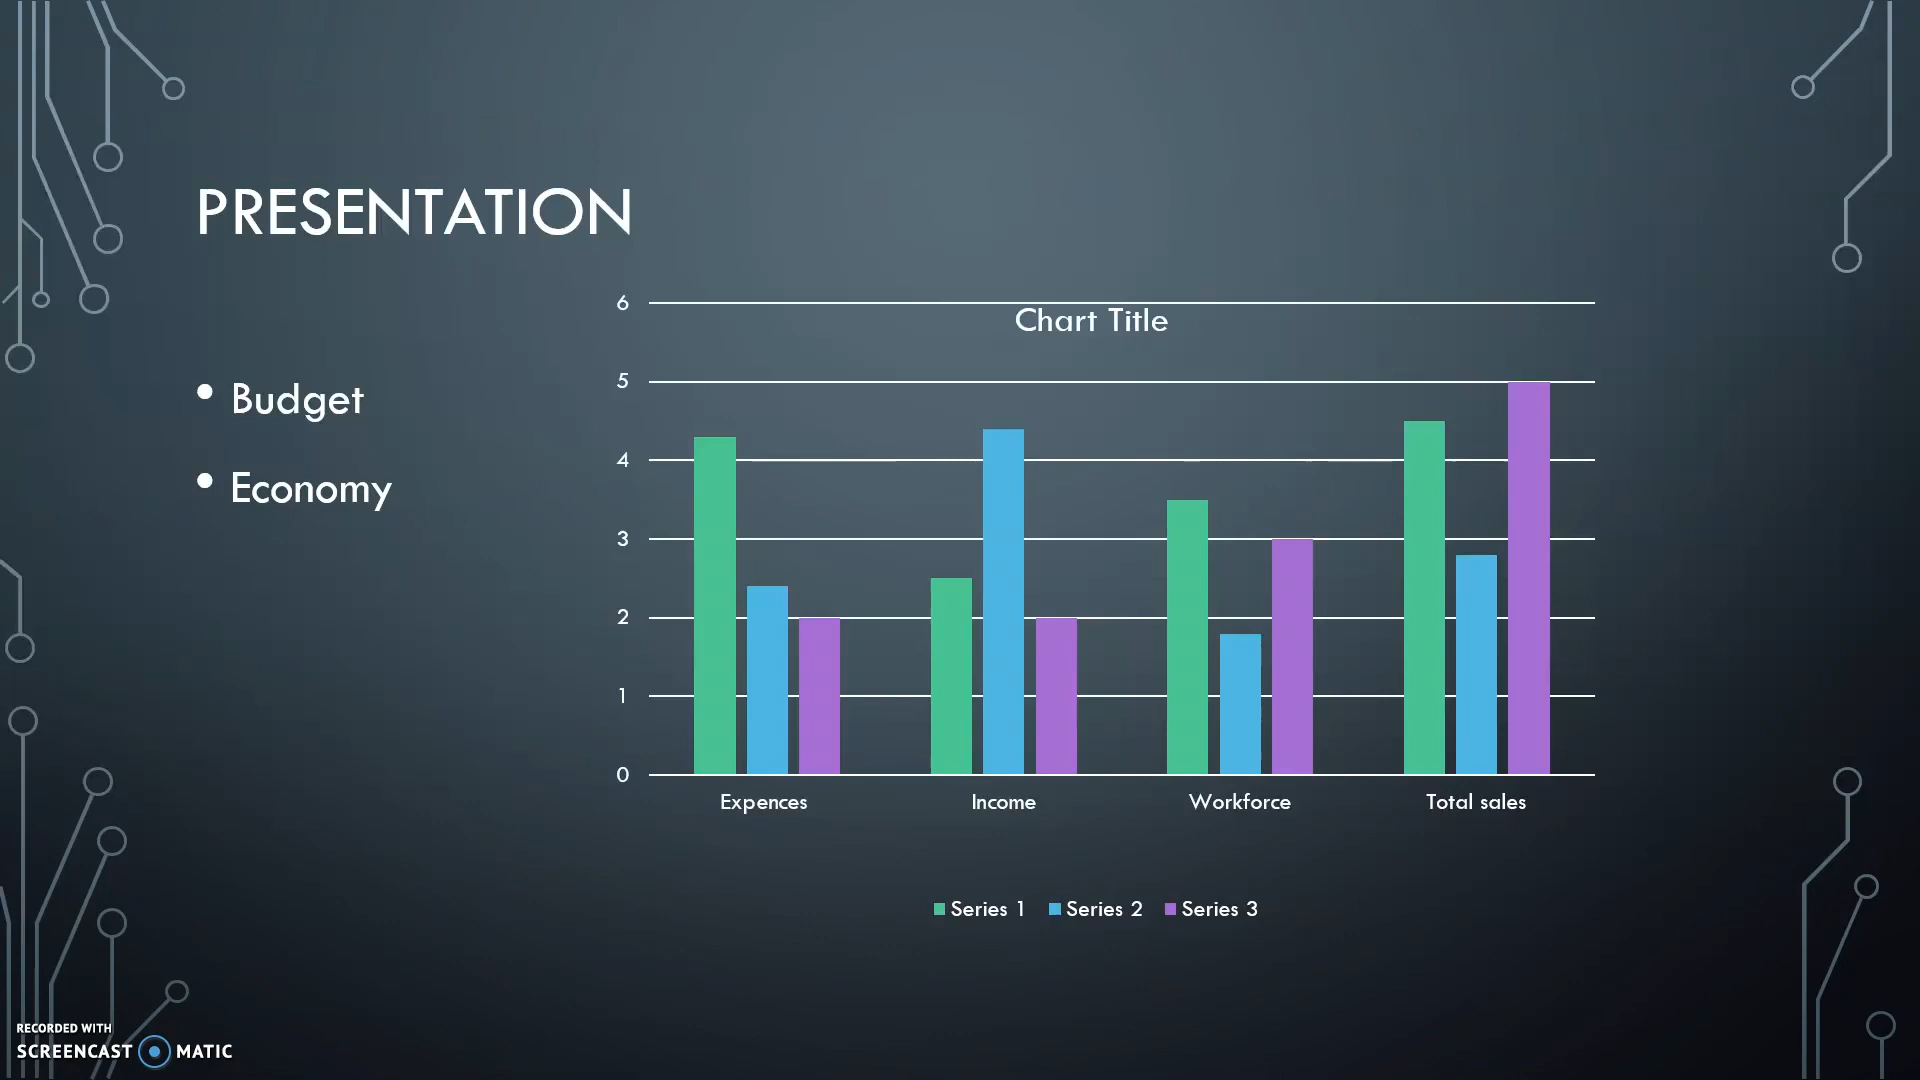 PRESENTATION
• Budget
• Economy
Chart Title
6
5
4
3
2
1
0
Expences Income Workforce Total sales
Series 1 Series 2 Series 3
RECORDED WITH
SCREENCAST MATIC